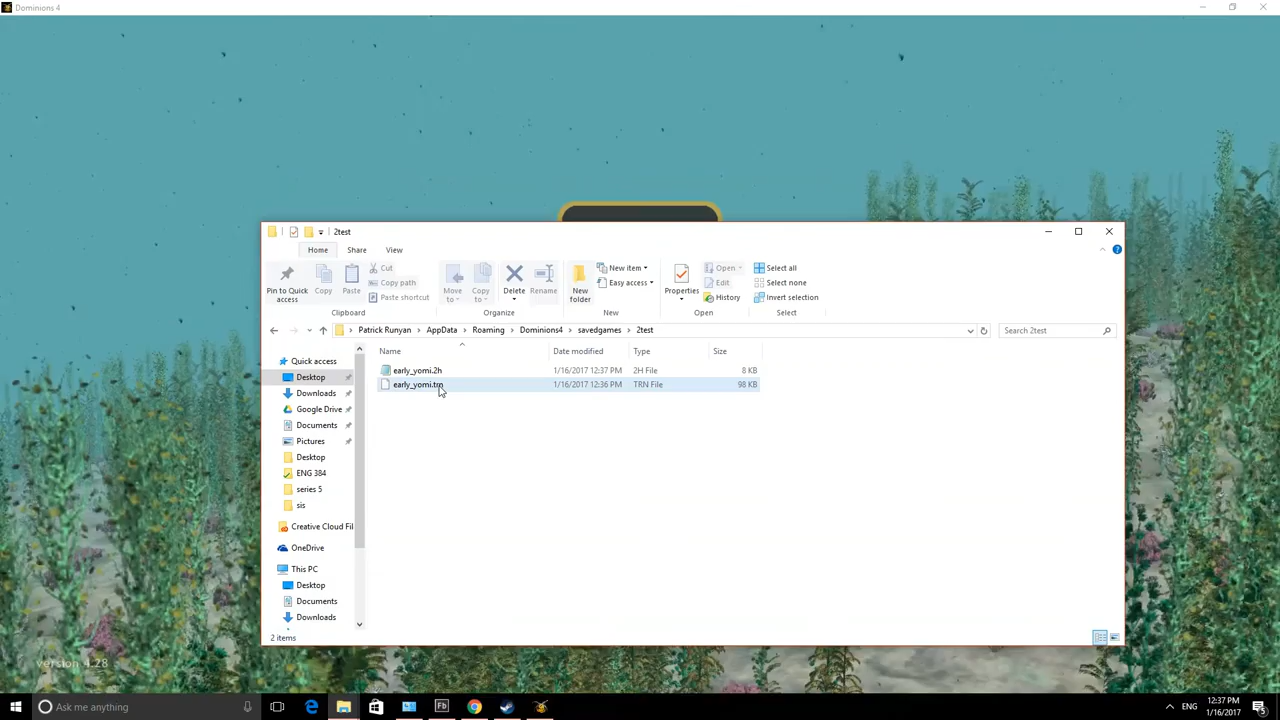 Dominions 4
2test
Home Share View
Pin to Quick access
Copy
Paste
Cut
Copy path
Paste shortcut
Clipboard
Move to
Copy to
Delete
Rename
Organize
New folder
New item
Easy access
New
Properties
Open
Edit
History
Open
Select all
Select none
Invert selection
Select
Patrick Runyan AppData Roaming Dominions4 savedgames 2test
Search 2test
Name Date modified Type Size
early_yomi.2h 1/16/2017 12:37 PM 2H File 8 KB
early_yomi.trn 1/16/2017 12:36 PM TRN File 98 KB
Quick access
Desktop
Downloads
Google Drive
Documents
Pictures
Desktop
ENG 384
series 5
sis
Creative Cloud Fil
OneDrive
This PC
Desktop
Documents
Downloads
2 items
version 4.28
Ask me anything
Fb
ENG
12:37 PM
1/16/2017
5